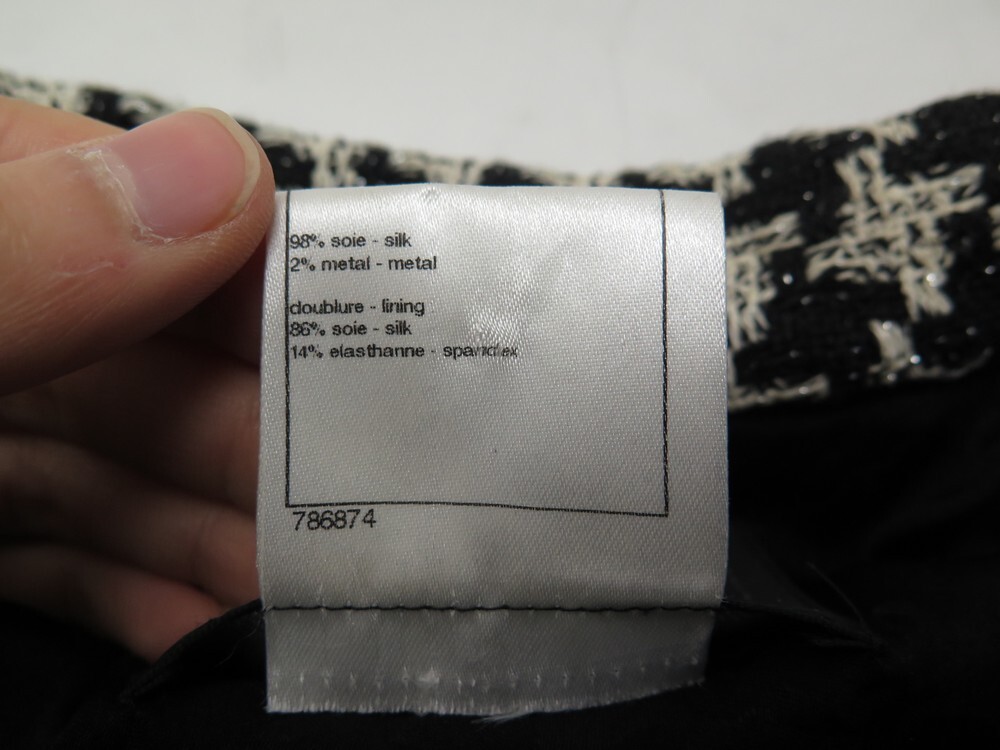 98% soie - silk
2% metal - metal
doublure - lining
86% soie - silk
14% elasthanne - spandex
786874